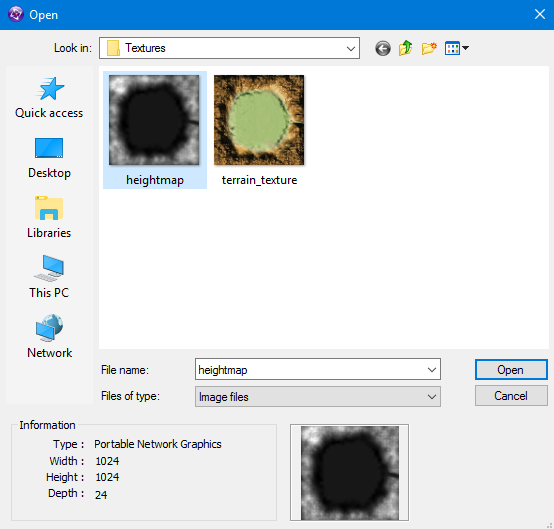 Open
Look in:
Textures
Quick access
Desktop
Libraries
This PC
Network
heightmap
terrain_texture
File name:
heightmap
Open
Files of type:
Image files
Cancel
Information
Type : Portable Network Graphics
Width : 1024
Height : 1024
Depth : 24